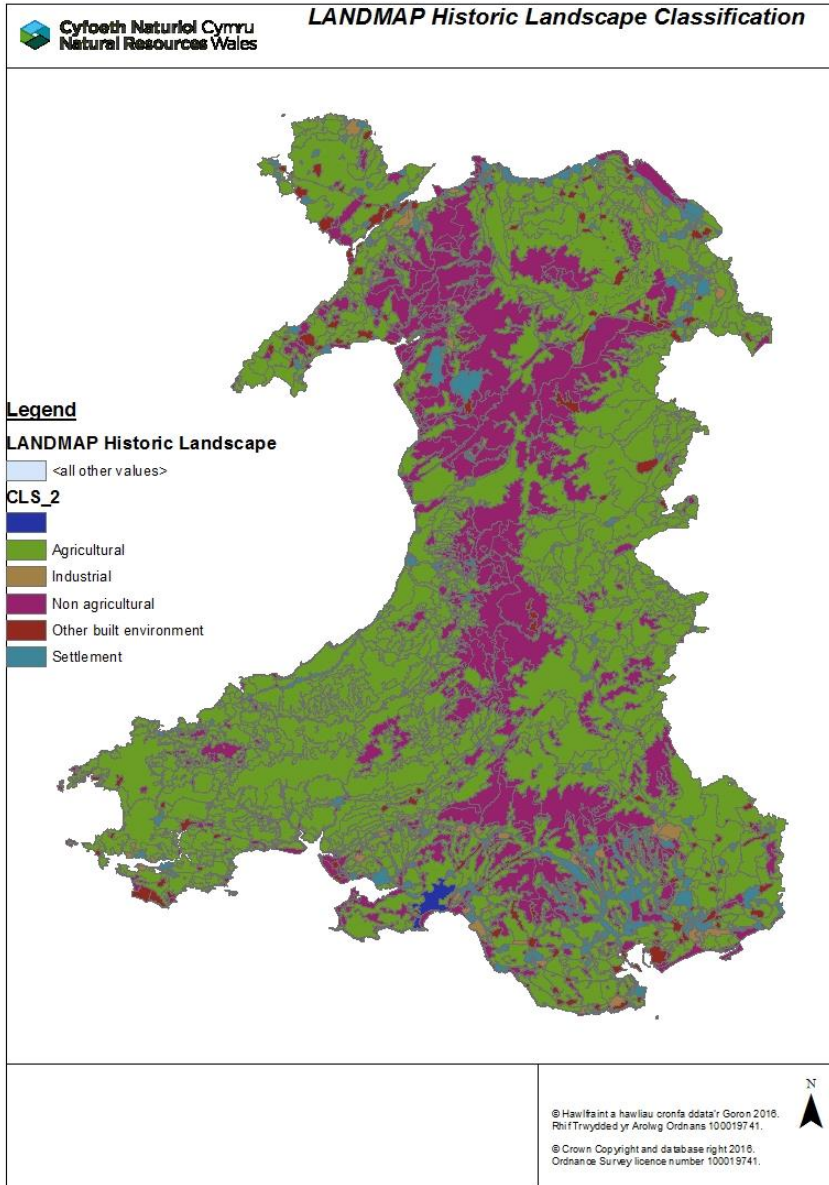 LANDMAP Historic Landscape Classification
Cyfoeth Naturiol Cymru
Natural Resources Wales
Legend
LANDMAP Historic Landscape
<all other values>
CLS_2
Agricultural
Industrial
Non agricultural
Other built environment
Settlement
N
© Hawlfraint a hawliau cronfa ddata'r Goron 2016.
Rhif Trwydded yr Arolwg Ordnans 100019741.
© Crown Copyright and database right 2016.
Ordnance Survey licence number 100019741.